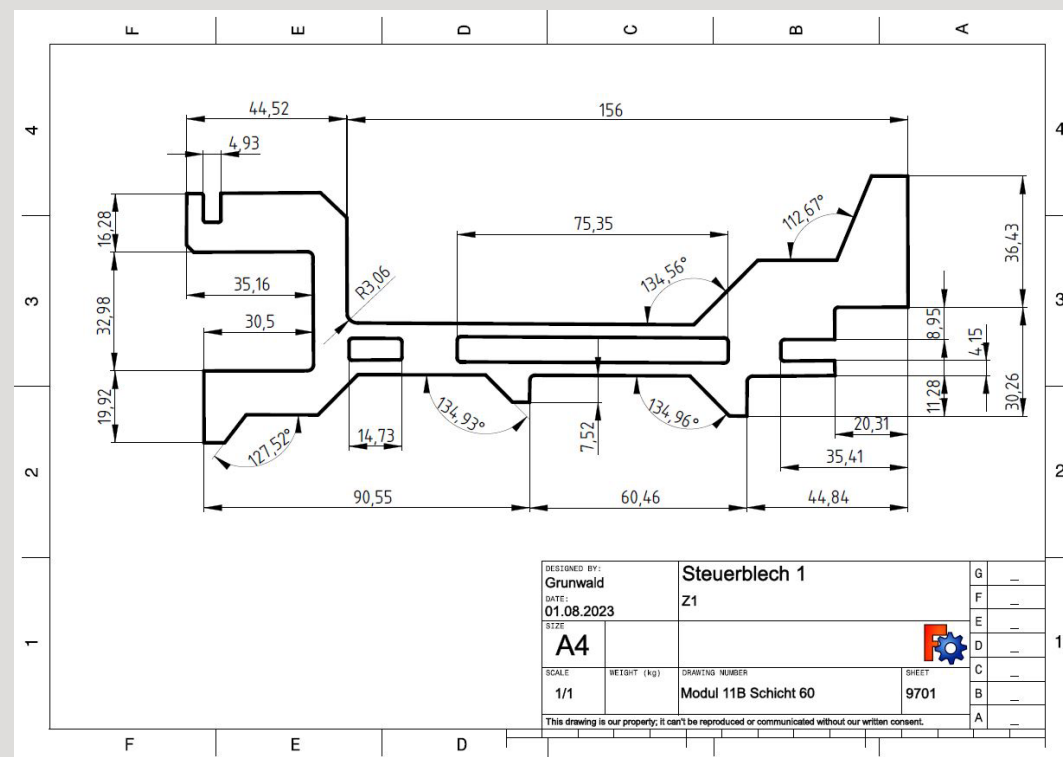 F E D C B A
44,52
156
4 4
4,93
112,67°
16,28
75,35
36,43
134,56°
R3,06
35,16
3 3
32,98
30,5
8,95
4,15
19,92
11,28
30,26
134,93°
134,96°
127,52°
7,52
14,73
20,31
35,41
2 2
90,55
60,46
44,84
DESIGNED BY:
Grunwald
Steuerblech 1
G _
DATE:
01.08.2023
Z1
F _
E _
SIZE
A4
D _
1 1
SCALE
1/1
WEIGHT (kg)
DRAWING NUMBER
Modul 11B Schicht 60
SHEET
9701
C _
B _
This drawing is our property; it can't be reproduced or communicated without our written consent.
A _
F E D